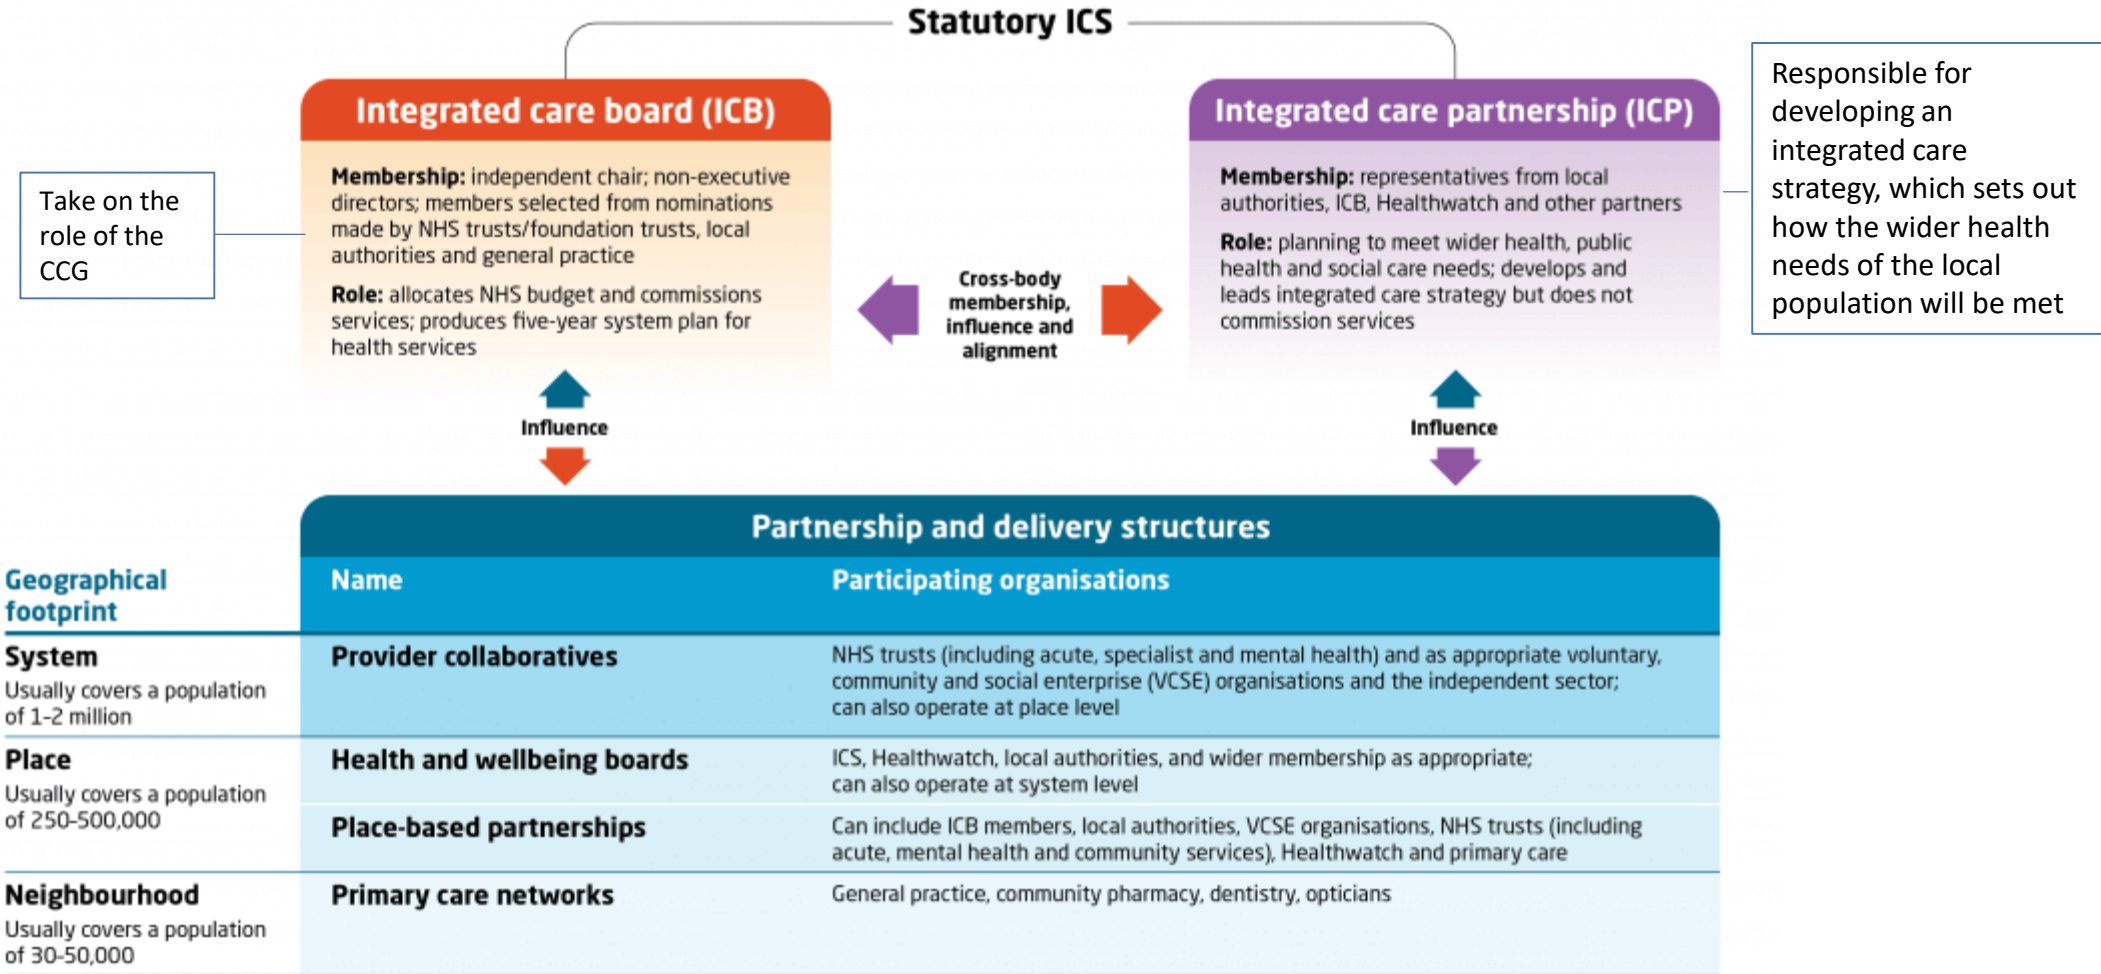 Statutory ICS
Integrated care board (ICB)
Membership: independent chair; non-executive
directors; members selected from nominations
made by NHS trusts/foundation trusts, local
authorities and general practice
Role: allocates NHS budget and commissions
services; produces five-year system plan for
health services
Take on the
role of the
CCG
Cross-body
membership,
influence and
alignment
Integrated care partnership (ICP)
Membership: representatives from local
authorities, ICB, Healthwatch and other partners
Role: planning to meet wider health, public
health and social care needs; develops and
leads integrated care strategy but does not
commission services
Responsible for
developing an
integrated care
strategy, which sets out
how the wider health
needs of the local
population will be met
Influence
Influence
Partnership and delivery structures
Geographical
footprint
Name
Participating organisations
System
Usually covers a population
of 1–2 million
Provider collaboratives
NHS trusts (including acute, specialist and mental health) and as appropriate voluntary,
community and social enterprise (VCSE) organisations and the independent sector;
can also operate at place level
Place
Usually covers a population
of 250–500,000
Health and wellbeing boards
ICS, Healthwatch, local authorities, and wider membership as appropriate;
can also operate at system level
Place-based partnerships
Can include ICB members, local authorities, VCSE organisations, NHS trusts (including
acute, mental health and community services), Healthwatch and primary care
Neighbourhood
Usually covers a population
of 30–50,000
Primary care networks
General practice, community pharmacy, dentistry, opticians